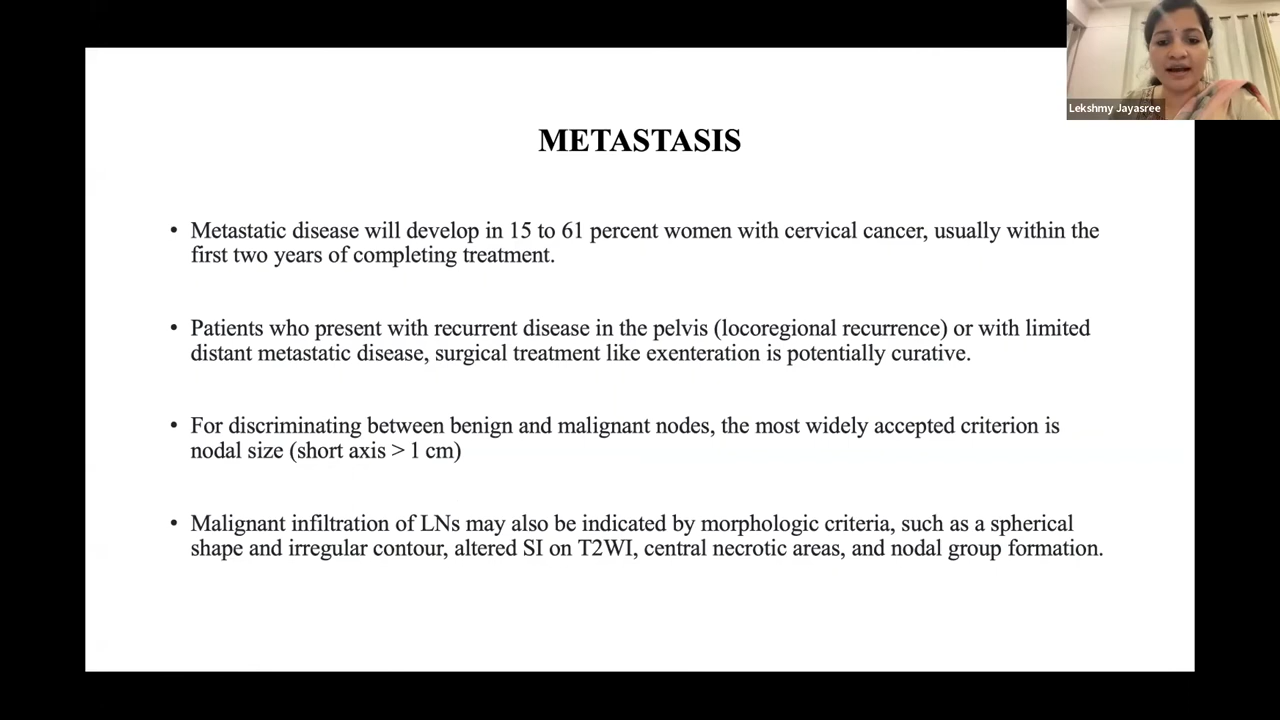 Lekshmy Jayasree
METASTASIS
• Metastatic disease will develop in 15 to 61 percent women with cervical cancer, usually within the
first two years of completing treatment.
• Patients who present with recurrent disease in the pelvis (locoregional recurrence) or with limited
distant metastatic disease, surgical treatment like exenteration is potentially curative.
• For discriminating between benign and malignant nodes, the most widely accepted criterion is
nodal size (short axis > 1 cm)
• Malignant infiltration of LNs may also be indicated by morphologic criteria, such as a spherical
shape and irregular contour, altered SI on T2WI, central necrotic areas, and nodal group formation.